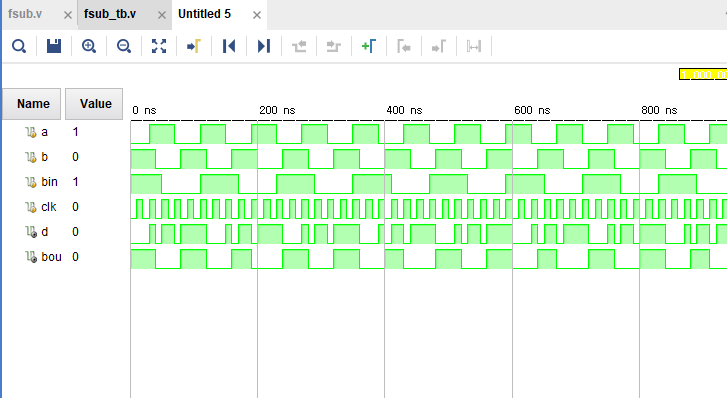 fsub.v fsub_tb.v Untitled 5
Name Value 0 ns 200 ns 400 ns 600 ns 800 ns
a 1
b 0
bin 1
clk 0
d 0
bou 0